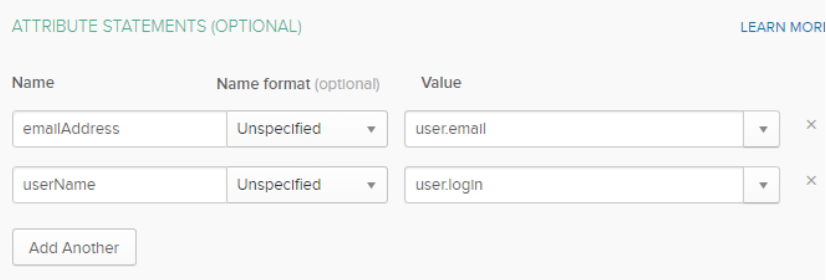 ATTRIBUTE STATEMENTS (OPTIONAL) LEARN MORE
Name Name format (optional) Value
emailAddress Unspecified user.email
userName Unspecified user.login
Add Another